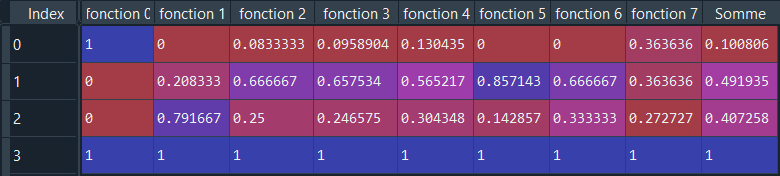 Index fonction 0 fonction 1 fonction 2 fonction 3 fonction 4 fonction 5 fonction 6 fonction 7 Somme
0 1 0 0.0833333 0.0958904 0.130435 0 0 0.363636 0.100806
1 0 0.208333 0.666667 0.657534 0.565217 0.857143 0.666667 0.363636 0.491935
2 0 0.791667 0.25 0.246575 0.304348 0.142857 0.333333 0.272727 0.407258
3 1 1 1 1 1 1 1 1 1